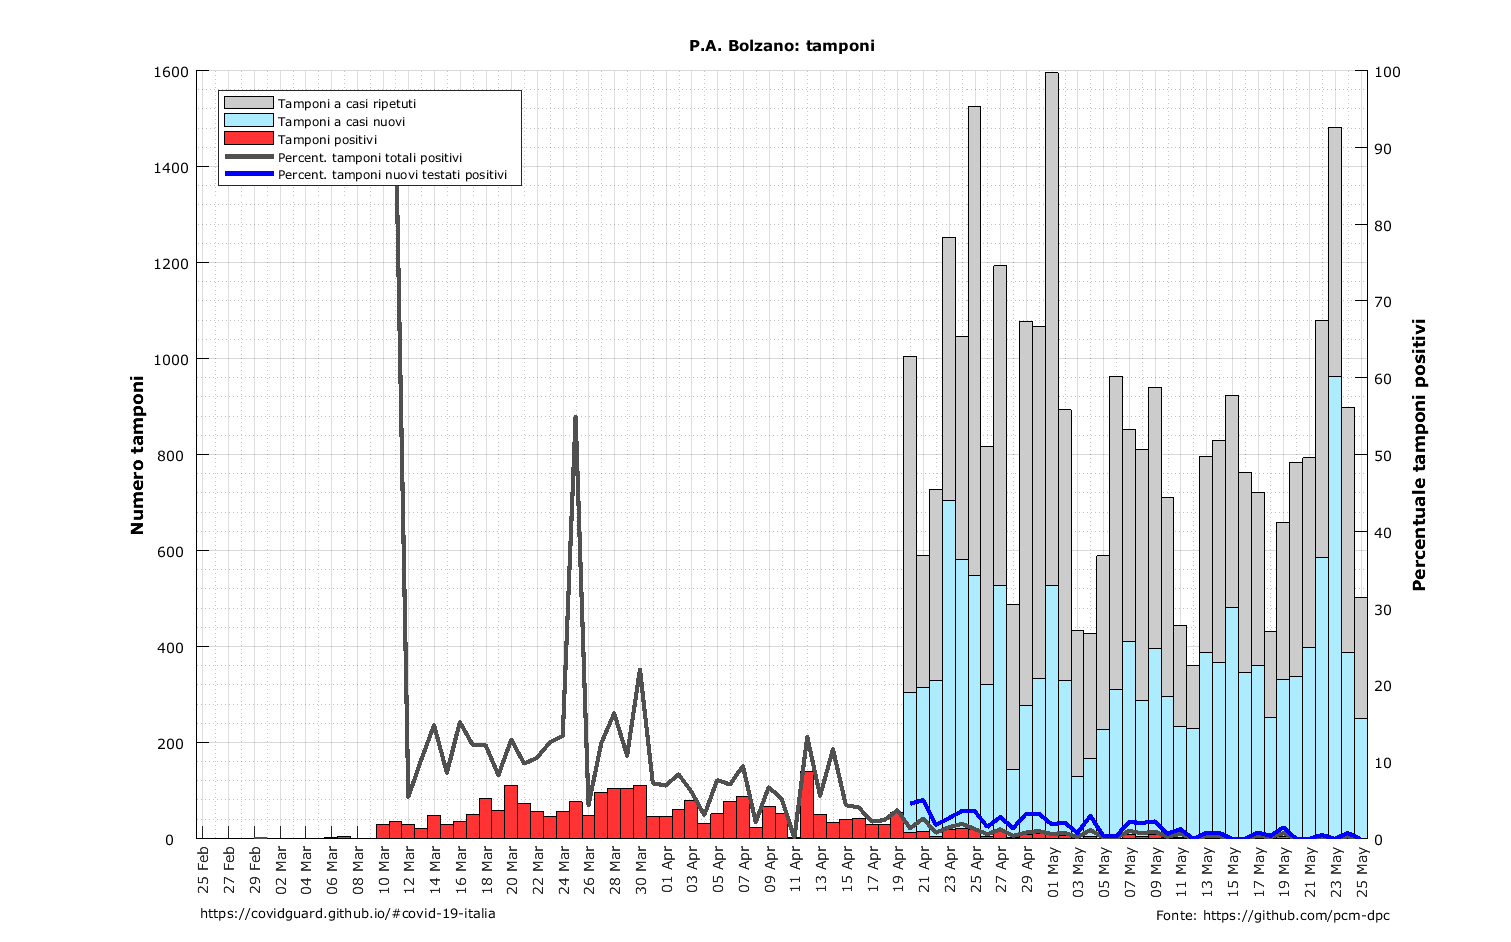 P.A. Bolzano: tamponi
Tamponi a casi ripetuti
Tamponi a casi nuovi
Tamponi positivi
Percent. tamponi totali positivi
Percent. tamponi nuovi testati positivi
Numero tamponi
1600
1400
1200
1000
800
600
400
200
0
Percentuale tamponi positivi
100
90
80
70
60
50
40
30
20
10
0
25 Feb
27 Feb
29 Feb
02 Mar
04 Mar
06 Mar
08 Mar
10 Mar
12 Mar
14 Mar
16 Mar
18 Mar
20 Mar
22 Mar
24 Mar
26 Mar
28 Mar
30 Mar
01 Apr
03 Apr
05 Apr
07 Apr
09 Apr
11 Apr
13 Apr
15 Apr
17 Apr
19 Apr
21 Apr
23 Apr
25 Apr
27 Apr
29 Apr
01 May
03 May
05 May
07 May
09 May
11 May
13 May
15 May
17 May
19 May
21 May
23 May
25 May
https://covidguard.github.io/#covid-19-italia
Fonte: https://github.com/pcm-dpc